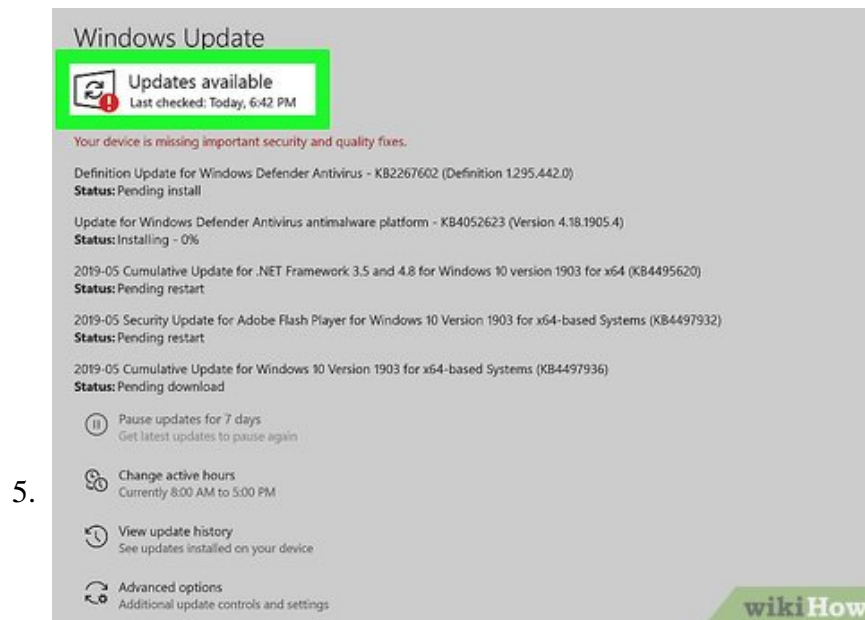 Windows Update
Updates available
Last checked: Today, 6:42 PM
Your device is missing important security and quality fixes.
Definition Update for Windows Defender Antivirus - KB2267602 (Definition 1.295.442.0)
Status: Pending install
Update for Windows Defender Antivirus antimalware platform - KB4052623 (Version 4.18.1905.4)
Status: Installing - 0%
2019-05 Cumulative Update for .NET Framework 3.5 and 4.8 for Windows 10 version 1903 for x64 (KB4495620)
Status: Pending restart
2019-05 Security Update for Adobe Flash Player for Windows 10 Version 1903 for x64-based Systems (KB4497932)
Status: Pending restart
2019-05 Cumulative Update for Windows 10 Version 1903 for x64-based Systems (KB4497936)
Status: Pending download
Pause updates for 7 days
Get latest updates to pause again
5.
Change active hours
Currently 8:00 AM to 5:00 PM
View update history
See updates installed on your device
Advanced options
Additional update controls and settings
wikiHow